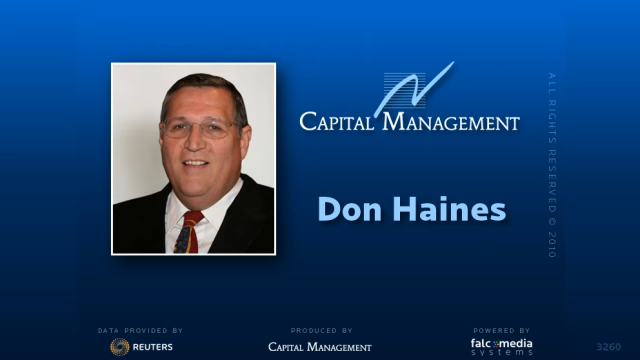 CAPITAL MANAGEMENT
Don Haines
ALL RIGHTS RESERVED © 2010
DATA PROVIDED BY
REUTERS
PRODUCED BY
CAPITAL MANAGEMENT
POWERED BY
falc media
systems
3260